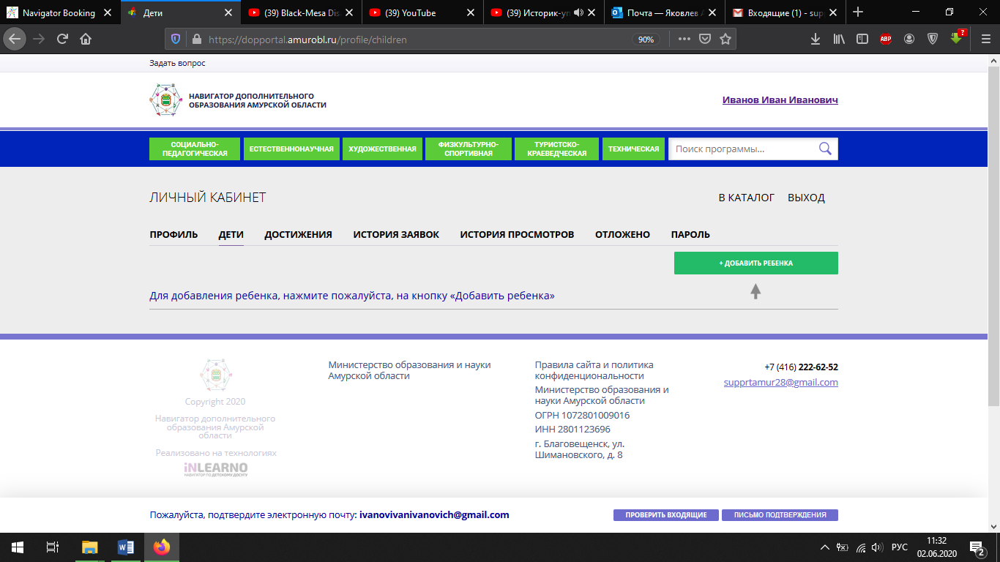 Navigator Booking
Дети
(39) Black-Mesa Dis
(39) YouTube
(39) Историк-уп
Почта — Яковлев А
Входящие (1) - sup
https://dopportal.amurobl.ru/profile/children
90%
ABP
?
Задать вопрос
НАВИГАТОР ДОПОЛНИТЕЛЬНОГО
ОБРАЗОВАНИЯ АМУРСКОЙ ОБЛАСТИ
Иванов Иван Иванович
СОЦИАЛЬНО-
ПЕДАГОГИЧЕСКАЯ
ЕСТЕСТВЕННОНАУЧНАЯ
ХУДОЖЕСТВЕННАЯ
ФИЗКУЛЬТУРНО-
СПОРТИВНАЯ
ТУРИСТСКО-
КРАЕВЕДЧЕСКАЯ
ТЕХНИЧЕСКАЯ
Поиск программы...
ЛИЧНЫЙ КАБИНЕТ
В КАТАЛОГ ВЫХОД
ПРОФИЛЬ ДЕТИ ДОСТИЖЕНИЯ ИСТОРИЯ ЗАЯВОК ИСТОРИЯ ПРОСМОТРОВ ОТЛОЖЕНО ПАРОЛЬ
+ ДОБАВИТЬ РЕБЕНКА
Для добавления ребенка, нажмите пожалуйста, на кнопку «Добавить ребенка»
Copyright 2020
Навигатор дополнительного
образования Амурской
области
Реализовано на технологиях
INLEARNO
НАВИГАТОР ПО ДЕТСКОМУ ДОСУГУ
Министерство образования и науки
Амурской области
Правила сайта и политика
конфиденциальности
Министерство образования и
науки Амурской области
ОГРН 1072801009016
ИНН 2801123696
г. Благовещенск, ул.
Шимановского, д. 8
+7 (416) 222-62-52
supprtamur28@gmail.com
Пожалуйста, подтвердите электронную почту: ivanovivanivanovich@gmail.com
ПРОВЕРИТЬ ВХОДЯЩИЕ
ПИСЬМО ПОДТВЕРЖДЕНИЯ
РУС
11:32
02.06.2020
2